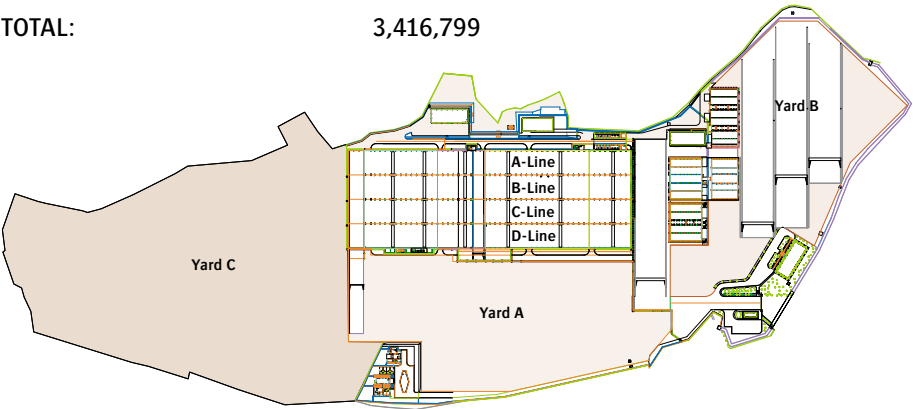 TOTAL: 3,416,799
Yard B
A-Line
B-Line
C-Line
D-Line
Yard C
Yard A